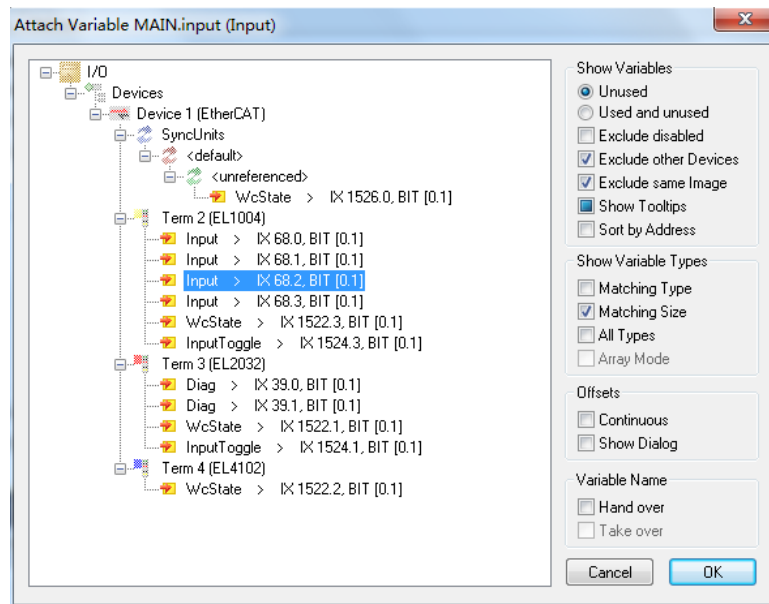 Attach Variable MAIN.input (Input)
I/O
Devices
Device 1 (EtherCAT)
SyncUnits
<default>
<unreferenced>
WcState > IX 1526.0, BIT [0.1]
Term 2 (EL1004)
Input > IX 68.0, BIT [0.1]
Input > IX 68.1, BIT [0.1]
Input > IX 68.2, BIT [0.1]
Input > IX 68.3, BIT [0.1]
WcState > IX 1522.3, BIT [0.1]
InputToggle > IX 1524.3, BIT [0.1]
Term 3 (EL2032)
Diag > IX 39.0, BIT [0.1]
Diag > IX 39.1, BIT [0.1]
WcState > IX 1522.1, BIT [0.1]
InputToggle > IX 1524.1, BIT [0.1]
Term 4 (EL4102)
WcState > IX 1522.2, BIT [0.1]
Show Variables
Unused
Used and unused
Exclude disabled
Exclude other Devices
Exclude same Image
Show Tooltips
Sort by Address
Show Variable Types
Matching Type
Matching Size
All Types
Array Mode
Offsets
Continuous
Show Dialog
Variable Name
Hand over
Take over
Cancel OK